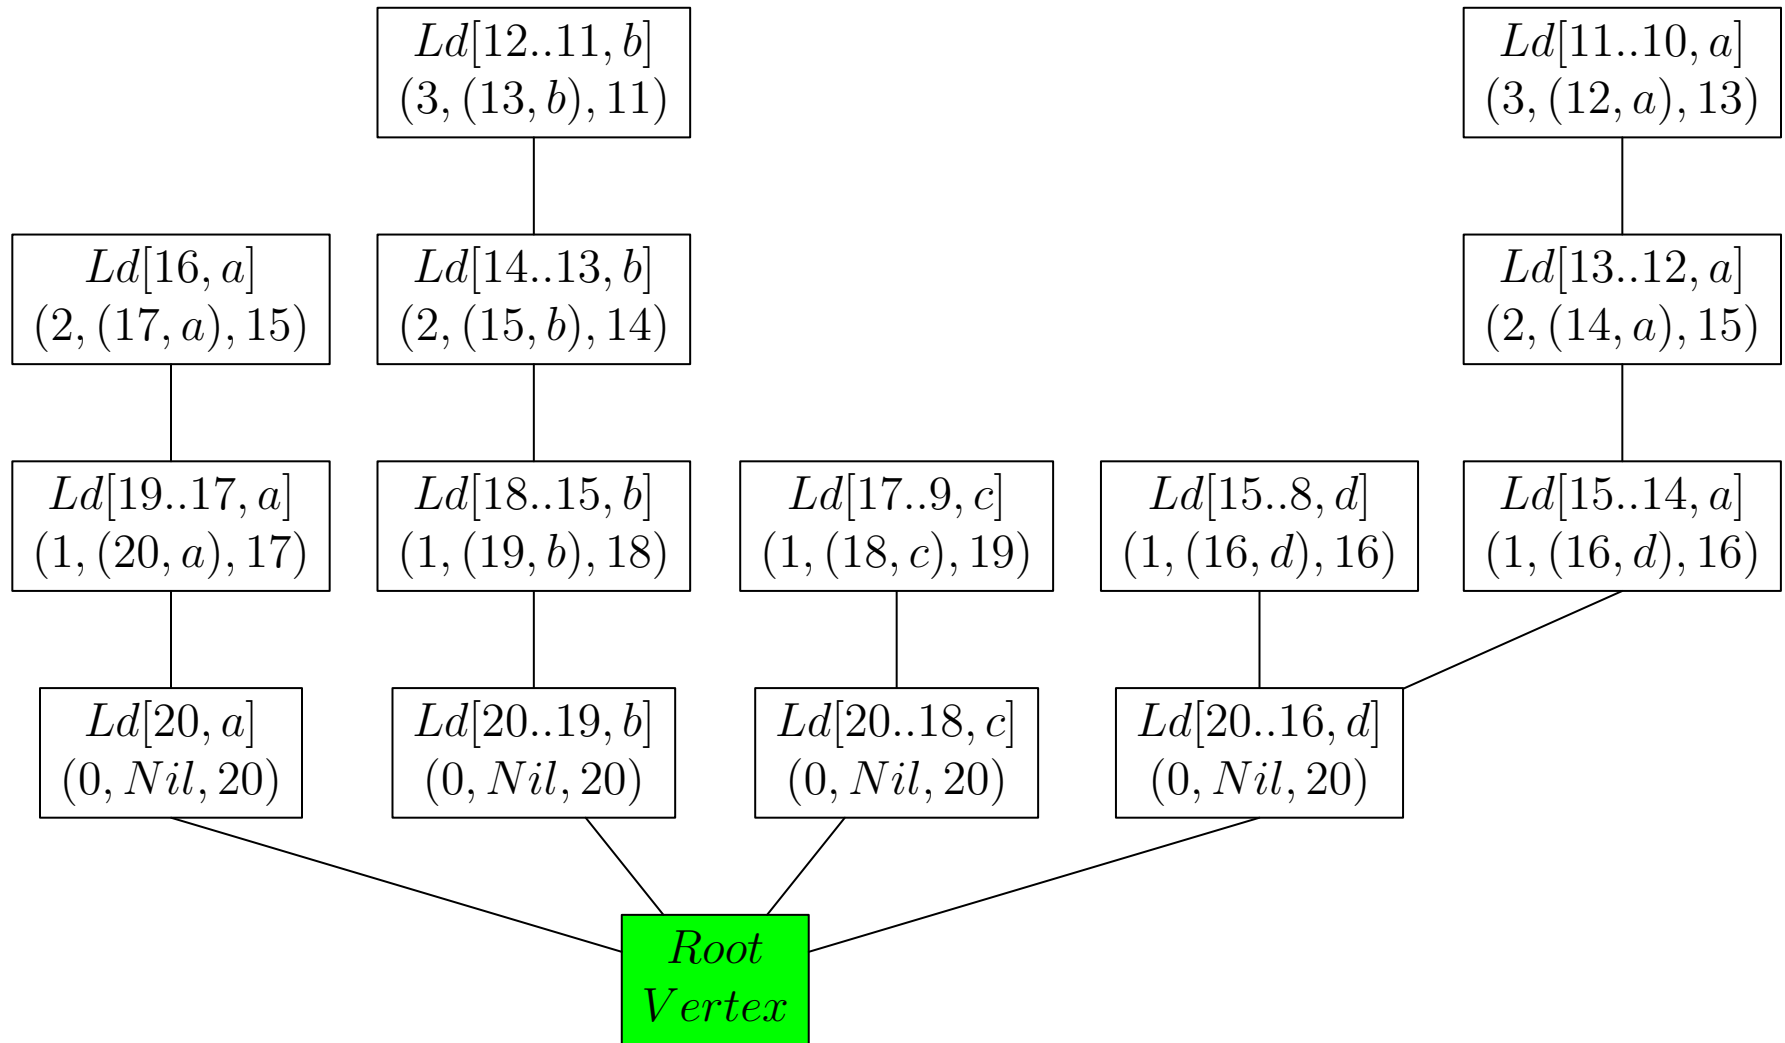 Ld[12..11, b]
(3, (13, b), 11)
Ld[11..10, a]
(3, (12, a), 13)
Ld[16, a]
(2, (17, a), 15)
Ld[14..13, b]
(2, (15, b), 14)
Ld[13..12, a]
(2, (14, a), 15)
Ld[19..17, a]
(1, (20, a), 17)
Ld[18..15, b]
(1, (19, b), 18)
Ld[17..9, c]
(1, (18, c), 19)
Ld[15..8, d]
(1, (16, d), 16)
Ld[15..14, a]
(1, (16, d), 16)
Ld[20, a]
(0, Nil, 20)
Ld[20..19, b]
(0, Nil, 20)
Ld[20..18, c]
(0, Nil, 20)
Ld[20..16, d]
(0, Nil, 20)
Root
Vertex